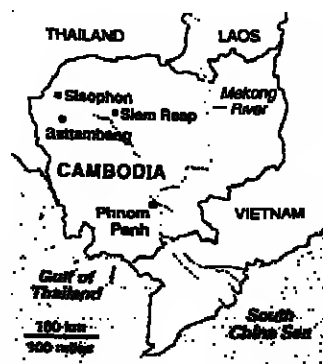 THAILAND
LAOS
Mekong
River
Sisophon
Siem Reap
Battambang
CAMBODIA
Phnom
Penh
VIETNAM
Gulf of
Thailand
South
China Sea
100 km
100 miles